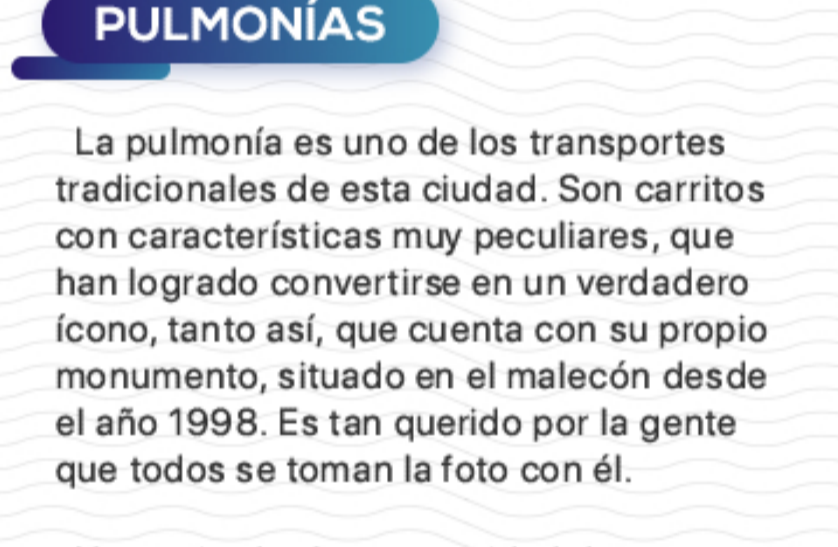 PULMONÍAS
La pulmonía es uno de los transportes
tradicionales de esta ciudad. Son carritos
con características muy peculiares, que
han logrado convertirse en un verdadero
ícono, tanto así, que cuenta con su propio
monumento, situado en el malecón desde
el año 1998. Es tan querido por la gente
que todos se toman la foto con él.